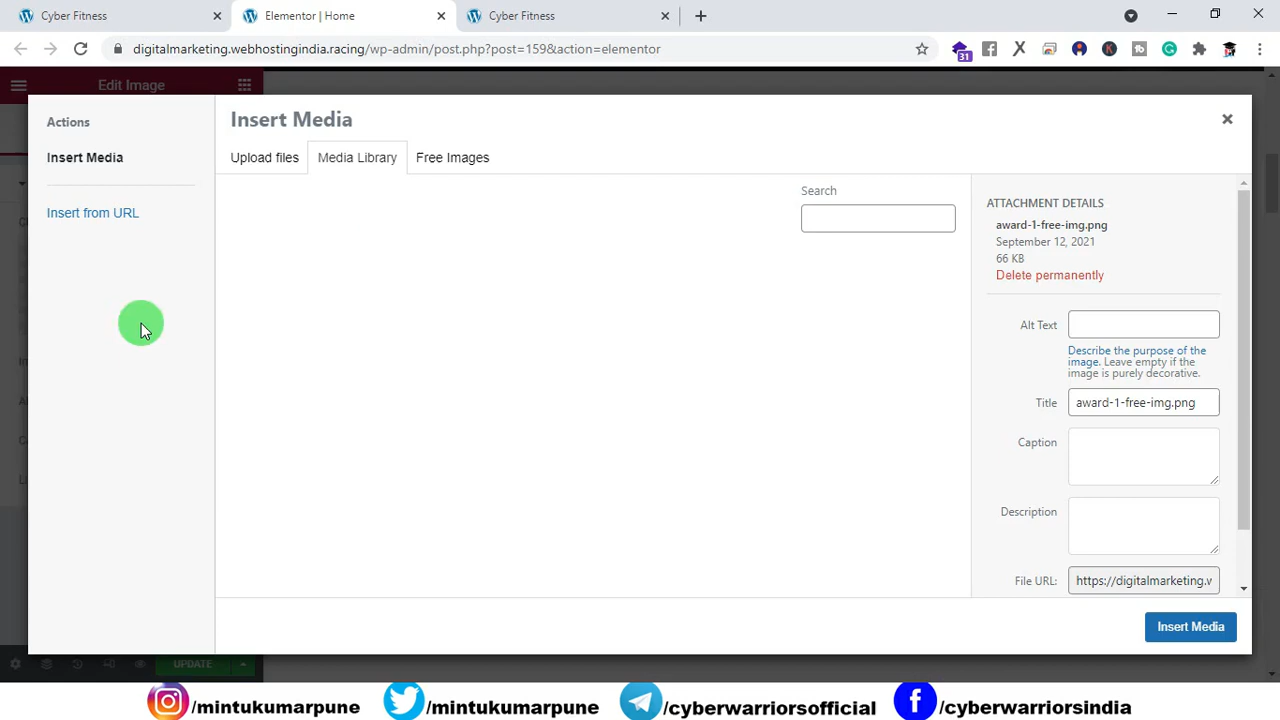 Cyber Fitness
Elementor | Home
Cyber Fitness
digitalmarketing.webhostingindia.racing/wp-admin/post.php?post=159&action=elementor
31
Edit Image
Actions
Insert Media
Insert from URL
Insert Media
Upload files
Media Library
Free Images
Search
ATTACHMENT DETAILS
award-1-free-img.png
September 12, 2021
66 KB
Delete permanently
Alt Text
Describe the purpose of the
image. Leave empty if the
image is purely decorative.
Title
award-1-free-img.png
Caption
Description
File URL:
https://digitalmarketing.w
Insert Media
UPDATE
/mintukumarpune
/mintukumarpune
/cyberwarriorsofficial
/cyberwarriorsindia